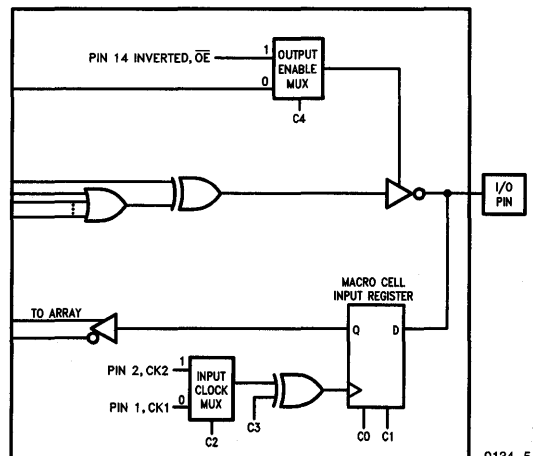 PIN 14 INVERTED, OE
1
0
OUTPUT
ENABLE
MUX
C4
I/O
PIN
MACRO CELL
INPUT REGISTER
TO ARRAY
Q D
PIN 2, CK2
1
PIN 1, CK1
0
INPUT
CLOCK
MUX
C2
C3
C0 C1
0134-5